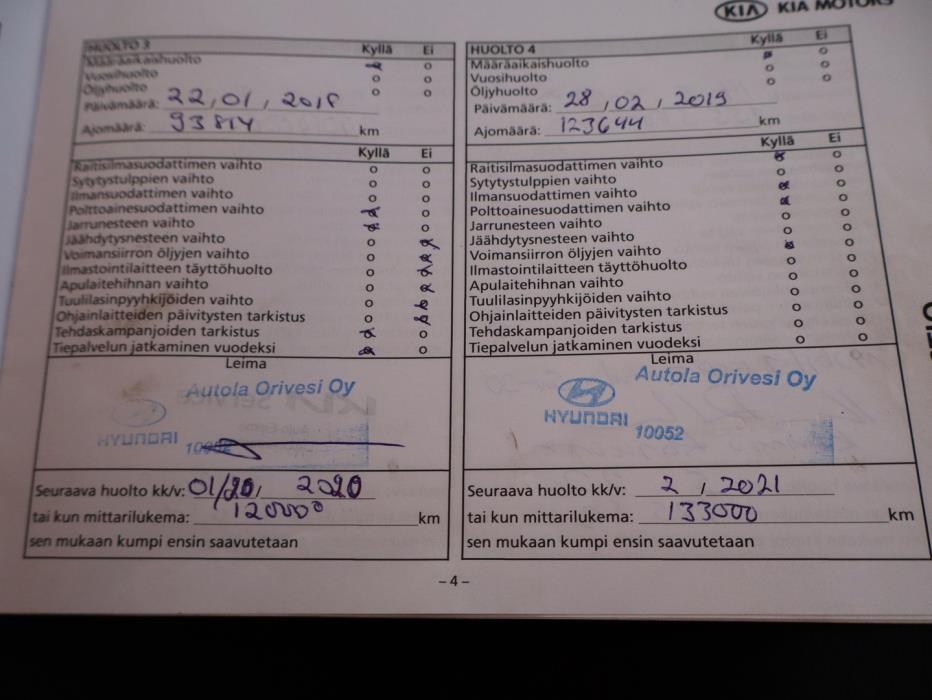 KIA KIA MOTORS
HUOLTO 3 Kyllä Ei
Määräaikaishuolto
Vuosihuolto
Öljyhuolto
Päivämäärä: 22,01,2018
Ajomäärä: 93814 km
Kyllä Ei
Raitisilmasuodattimen vaihto
Sytytystulppien vaihto
Ilmansuodattimen vaihto
Polttoainesuodattimen vaihto
Jarrunesteen vaihto
Jäähdytysnesteen vaihto
Voimansiirron öljyjen vaihto
Ilmastointilaitteen täyttöhuolto
Apulaitehihnan vaihto
Tuulilasinpyyhkijöiden vaihto
Ohjainlaitteiden päivitysten tarkistus
Tehdaskampanjoiden tarkistus
Tiepalvelun jatkaminen vuodeksi
Leima
Autola Orivesi Oy
HYUNDAI 10052
Seuraava huolto kk/v: 01/20, 2020
tai kun mittarilukema: 120000 km
sen mukaan kumpi ensin saavutetaan
HUOLTO 4 Kyllä Ei
Määräaikaishuolto
Vuosihuolto
Öljyhuolto
Päivämäärä: 28,02,2019
Ajomäärä: 123644 km
Kyllä Ei
Raitisilmasuodattimen vaihto
Sytytystulppien vaihto
Ilmansuodattimen vaihto
Polttoainesuodattimen vaihto
Jarrunesteen vaihto
Jäähdytysnesteen vaihto
Voimansiirron öljyjen vaihto
Ilmastointilaitteen täyttöhuolto
Apulaitehihnan vaihto
Tuulilasinpyyhkijöiden vaihto
Ohjainlaitteiden päivitysten tarkistus
Tehdaskampanjoiden tarkistus
Tiepalvelun jatkaminen vuodeksi
Leima
Autola Orivesi Oy
HYUNDAI
10052
Seuraava huolto kk/v: 2, 2021
tai kun mittarilukema: 133000 km
sen mukaan kumpi ensin saavutetaan
– 4 –